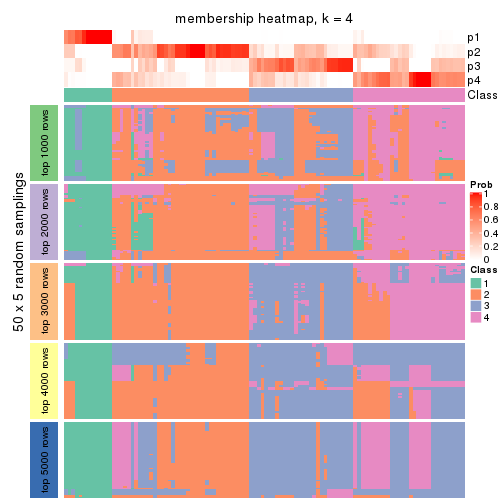 membership heatmap, k = 4
p1
p2
p3
p4
Class
50 x 5 random samplings
top 1000 rows
top 2000 rows
top 3000 rows
top 4000 rows
top 5000 rows
Prob
1
0.8
0.6
0.4
0.2
0
Class
1
2
3
4